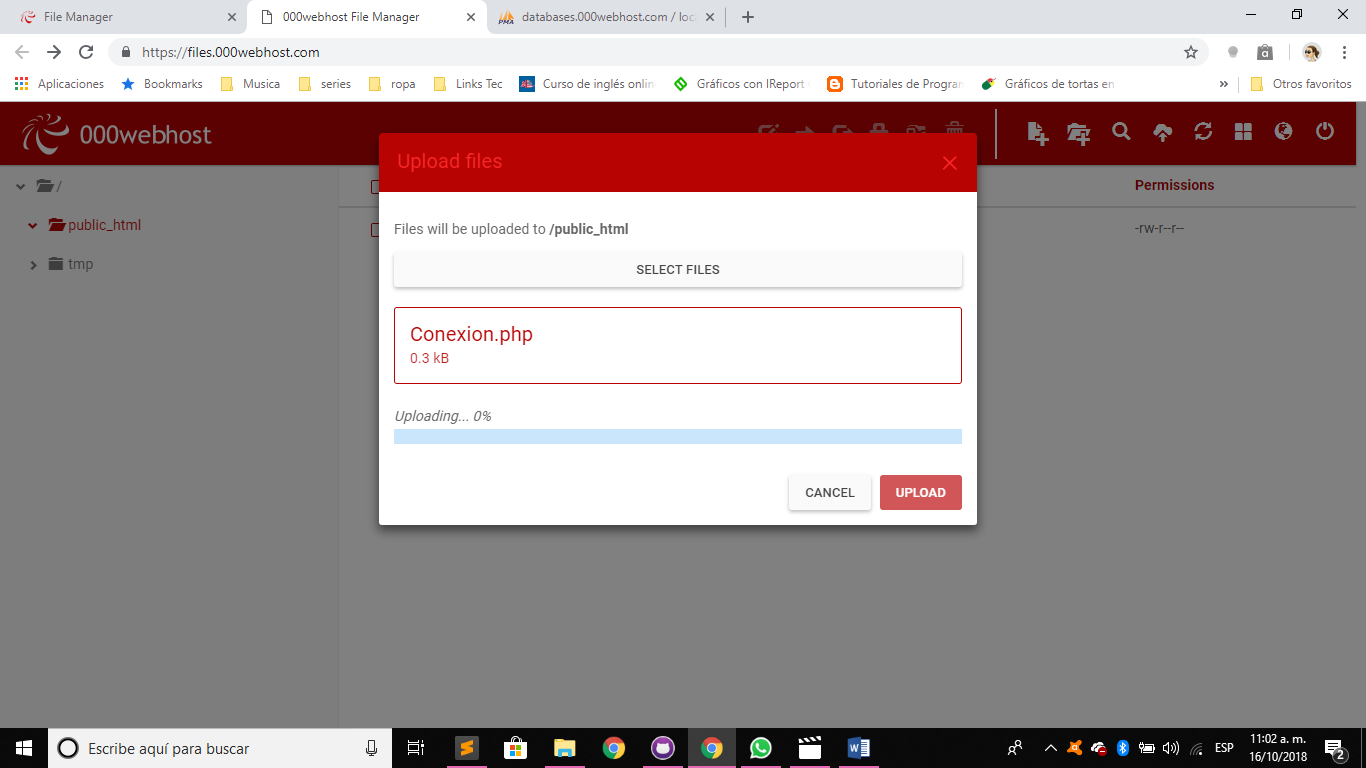 File Manager
000webhost File Manager
databases.000webhost.com / loc
https://files.000webhost.com
Aplicaciones
Bookmarks
Musica
series
ropa
Links Tec
Curso de inglés onlin
Gráficos con IReport
Tutoriales de Program
Gráficos de tortas en
»
Otros favoritos
000webhost
Upload files
/
Permissions
public_html
-rw-r--r--
tmp
Files will be uploaded to /public_html
SELECT FILES
Conexion.php
0.3 kB
Uploading... 0%
CANCEL
UPLOAD
Escribe aquí para buscar
ESP
11:02 a. m.
16/10/2018
2